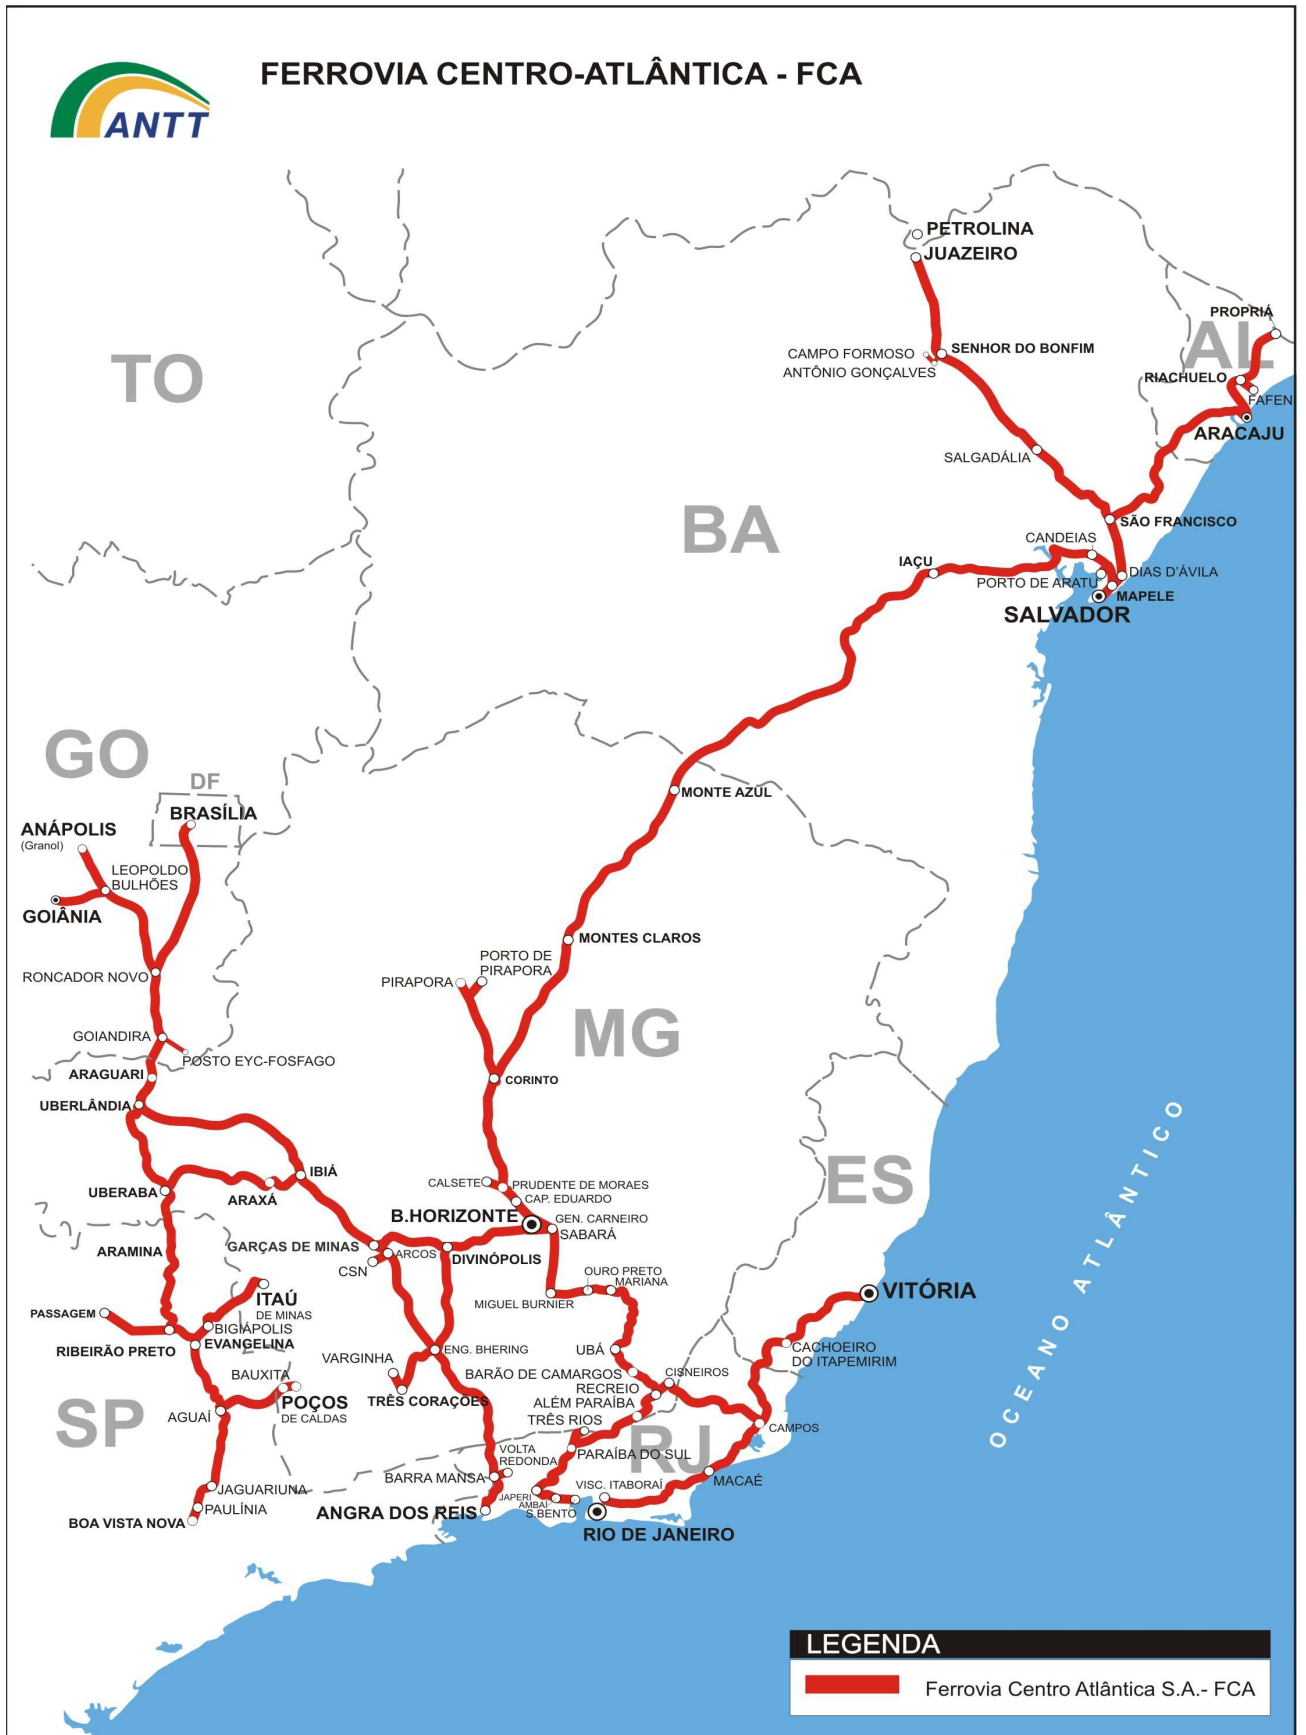 FERROVIA CENTRO-ATLÂNTICA - FCA
ANTT
PETROLINA
JUAZEIRO
PROPRIÁ
AL
TO
CAMPO FORMOSO
SENHOR DO BONFIM
ANTÔNIO GONÇALVES
RIACHUELO
FAFEN
ARACAJU
SALGADÁLIA
BA
SÃO FRANCISCO
CANDEIAS
IAÇU
DIAS D'ÁVILA
PORTO DE ARATU
MAPELE
SALVADOR
GO
DF
MONTE AZUL
BRASÍLIA
ANÁPOLIS
(Granol)
LEOPOLDO
BULHÕES
GOIÂNIA
MONTES CLAROS
PORTO DE
PIRAPORA
RONCADOR NOVO
PIRAPORA
MG
GOIANDIRA
POSTO EYC-FOSFAGO
ARAGUARI
CORINTO
UBERLÂNDIA
IBIÁ
ES
OCEANO ATLÂNTICO
UBERABA
ARAXÁ
CALSETE
PRUDENTE DE MORAES
CAP. EDUARDO
B.HORIZONTE
GEN. CARNEIRO
SABARÁ
ARAMINA
GARÇAS DE MINAS
ARCOS
DIVINÓPOLIS
CSN
OURO PRETO
MARIANA
VITÓRIA
ITAÚ
DE MINAS
MIGUEL BURNIER
PASSAGEM
BIGIÁPOLIS
EVANGELINA
RIBEIRÃO PRETO
UBÁ
ENG. BHERING
CACHOEIRO
DO ITAPEMIRIM
VARGINHA
BARÃO DE CAMARGOS
CISNEIROS
BAUXITA
RECREIO
POÇOS
DE CALDAS
TRÊS CORAÇÕES
ALÉM PARAÍBA
SP
AGUAÍ
TRÊS RIOS
CAMPOS
RJ
VOLTA
REDONDA
PARAÍBA DO SUL
BARRA MANSA
VISC. ITABORAÍ
MACAÉ
JAGUARIUNA
JAPERI
AMBAÍ
PAULÍNIA
ANGRA DOS REIS
S.BENTO
BOA VISTA NOVA
RIO DE JANEIRO
LEGENDA
Ferrovia Centro Atlântica S.A.- FCA